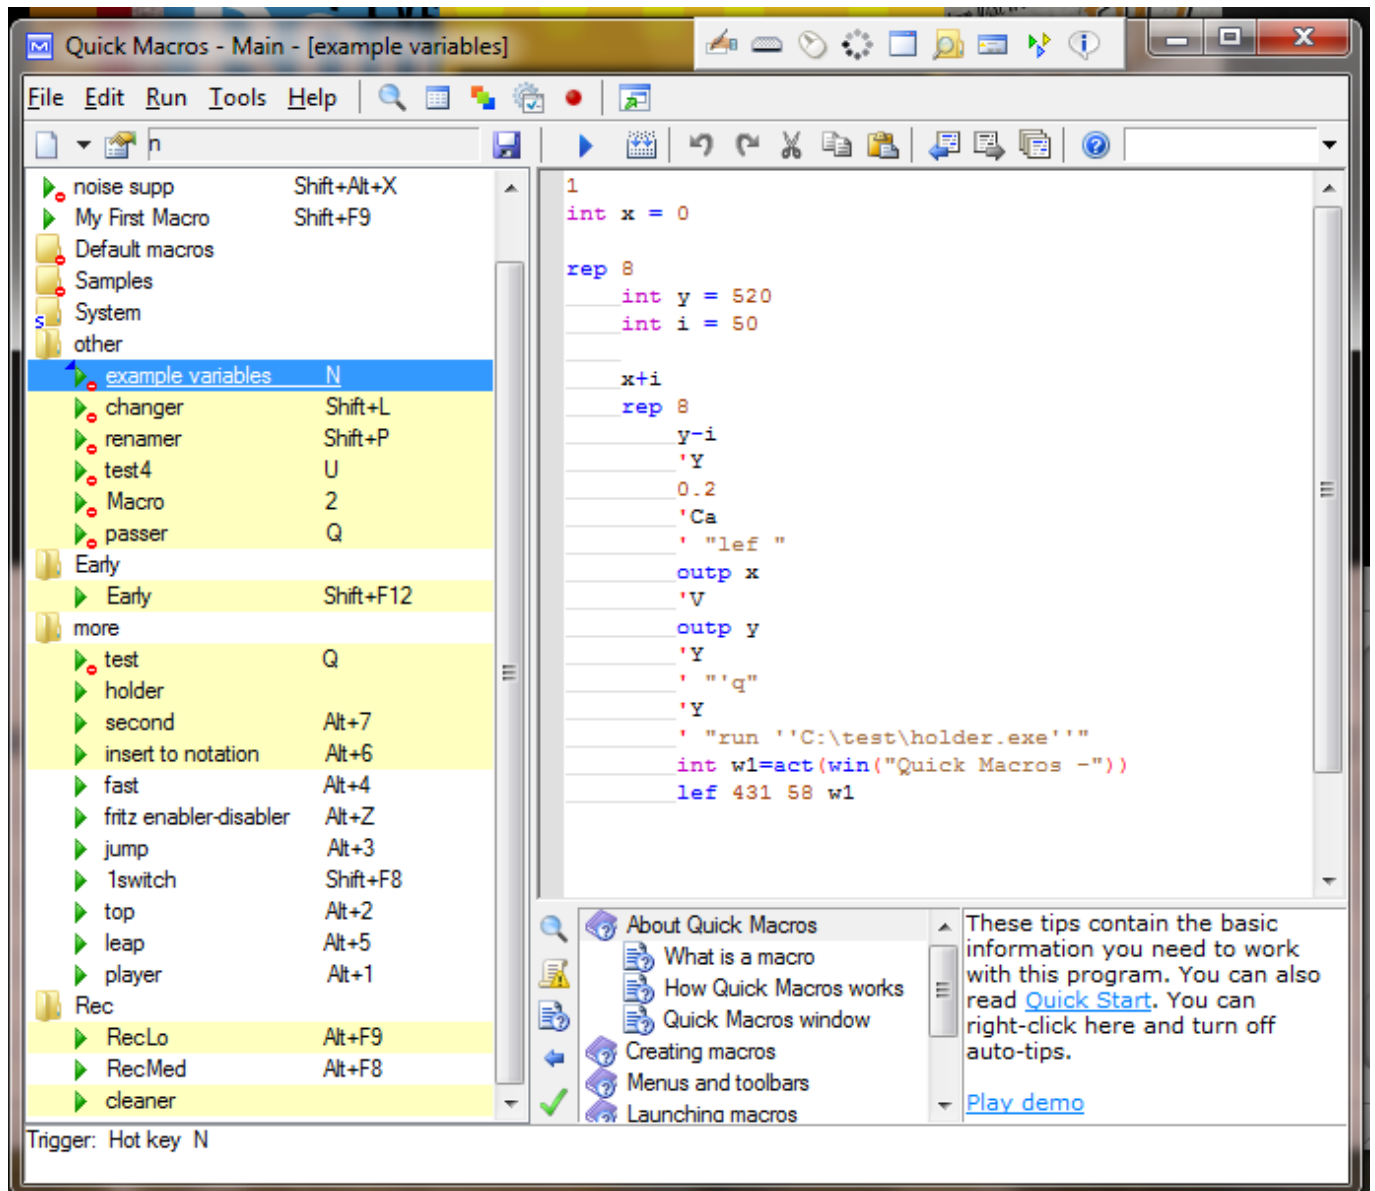 Quick Macros - Main - [example variables]
File Edit Run Tools Help
n
noise supp Shift+Alt+X
My First Macro Shift+F9
Default macros
Samples
System
other
example variables N
changer Shift+L
renamer Shift+P
test4 U
Macro 2
passer Q
Early
Early Shift+F12
more
test Q
holder
second Alt+7
insert to notation Alt+6
fast Alt+4
fritz enabler-disabler Alt+Z
jump Alt+3
1switch Shift+F8
top Alt+2
leap Alt+5
player Alt+1
Rec
RecLo Alt+F9
RecMed Alt+F8
cleaner
1
int x = 0
rep 8
int y = 520
int i = 50
x+i
rep 8
y-i
'Y
0.2
'Ca
' "lef "
outp x
'V
outp y
'Y
' "'q"
'Y
' "run ''C:\test\holder.exe''"
int w1=act(win("Quick Macros -"))
lef 431 58 w1
About Quick Macros
What is a macro
How Quick Macros works
Quick Macros window
Creating macros
Menus and toolbars
Launching macros
These tips contain the basic
information you need to work
with this program. You can also
read Quick Start. You can
right-click here and turn off
auto-tips.
Play demo
Trigger: Hot key N